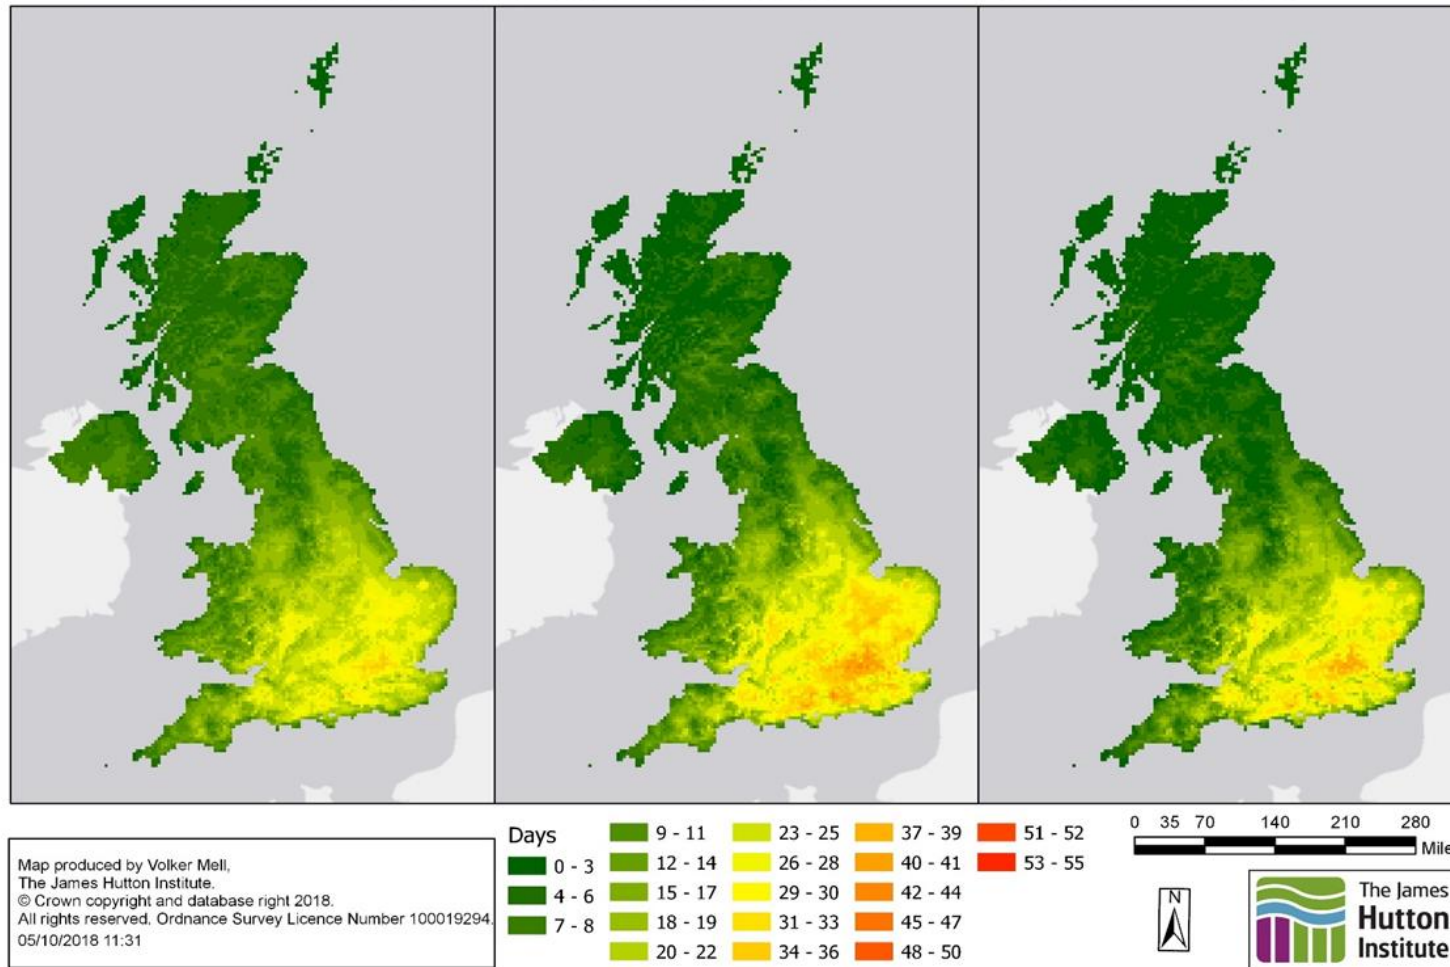 Map produced by Volker Mell,
The James Hutton Institute.
© Crown copyright and database right 2018.
All rights reserved. Ordnance Survey Licence Number 100019294.
05/10/2018 11:31
Days
0 - 3
4 - 6
7 - 8
9 - 11
12 - 14
15 - 17
18 - 19
20 - 22
23 - 25
26 - 28
29 - 30
31 - 33
34 - 36
37 - 39
40 - 41
42 - 44
45 - 47
48 - 50
51 - 52
53 - 55
0 35 70 140 210 280
Mile
N
The James
Hutton
Institute